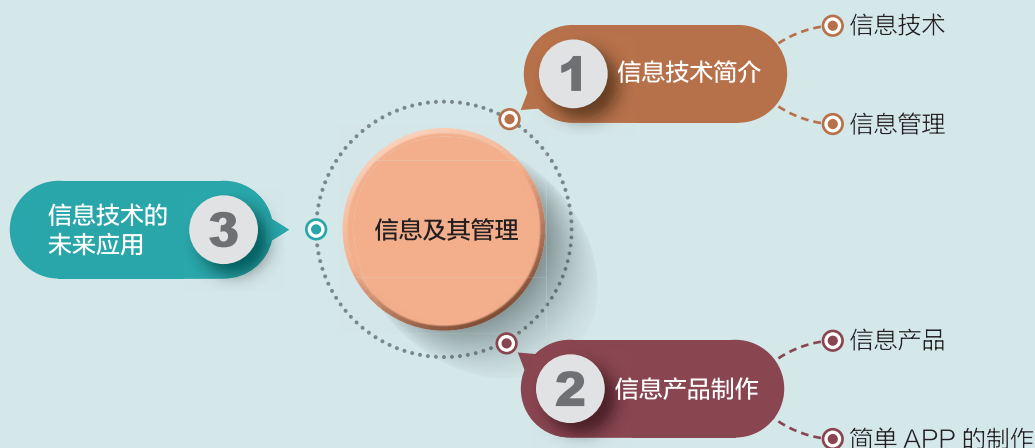 信息及其管理
1
信息技术简介
信息技术
信息管理
2
信息产品制作
信息产品
简单 APP 的制作
3
信息技术的
未来应用